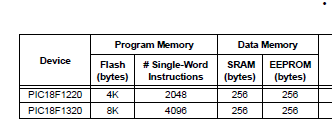 Device Program Memory Data Memory
Flash (bytes) # Single-Word Instructions SRAM (bytes) EEPROM (bytes)
PIC18F1220 4K 2048 256 256
PIC18F1320 8K 4096 256 256